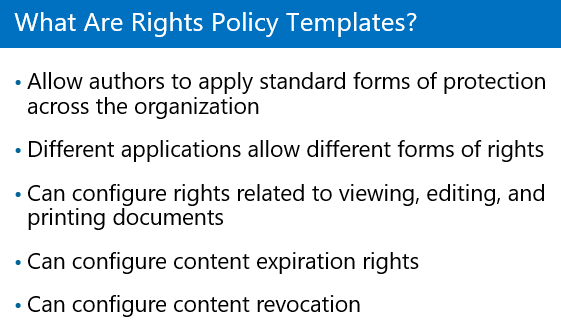 What Are Rights Policy Templates?
• Allow authors to apply standard forms of protection
across the organization
• Different applications allow different forms of rights
• Can configure rights related to viewing, editing, and
printing documents
• Can configure content expiration rights
• Can configure content revocation